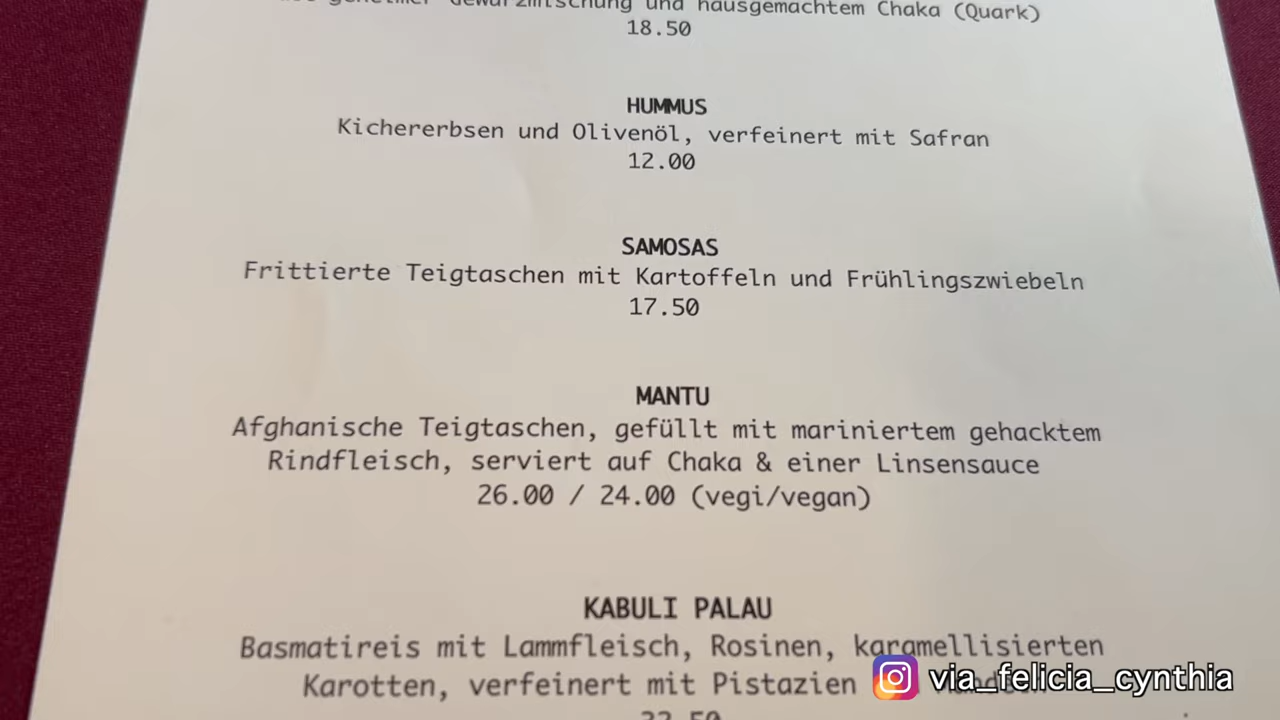 und hausgemachtem Chaka (Quark)
18.50
HUMMUS
Kichererbsen und Olivenöl, verfeinert mit Safran
12.00
SAMOSAS
Frittierte Teigtaschen mit Kartoffeln und Frühlingszwiebeln
17.50
MANTU
Afghanische Teigtaschen, gefüllt mit mariniertem gehacktem
Rindfleisch, serviert auf Chaka & einer Linsensauce
26.00 / 24.00 (vegi/vegan)
KABULI PALAU
Basmatireis mit Lammfleisch, Rosinen, karamellisierten
Karotten, verfeinert mit Pistazien
via_felicia_cynthia